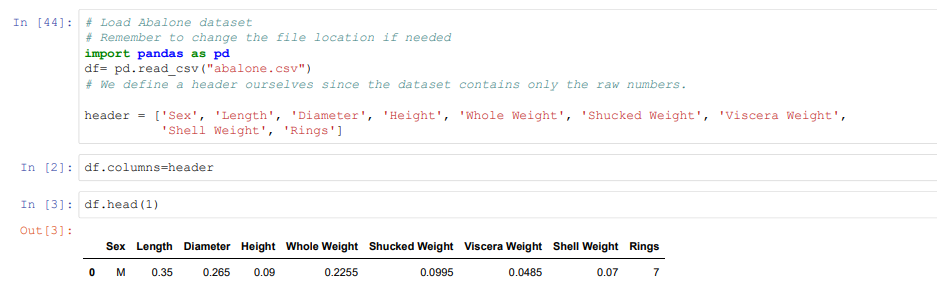 In [44]: # Load Abalone dataset
# Remember to change the file location if needed
import pandas as pd
df= pd.read_csv("abalone.csv")
# We define a header ourselves since the dataset contains only the raw numbers.
header = ['Sex', 'Length', 'Diameter', 'Height', 'Whole Weight', 'Shucked Weight', 'Viscera Weight',
'Shell Weight', 'Rings']
In [2]: df.columns=header
In [3]: df.head(1)
Out[3]:
Sex Length Diameter Height Whole Weight Shucked Weight Viscera Weight Shell Weight Rings
0 M 0.35 0.265 0.09 0.2255 0.0995 0.0485 0.07 7